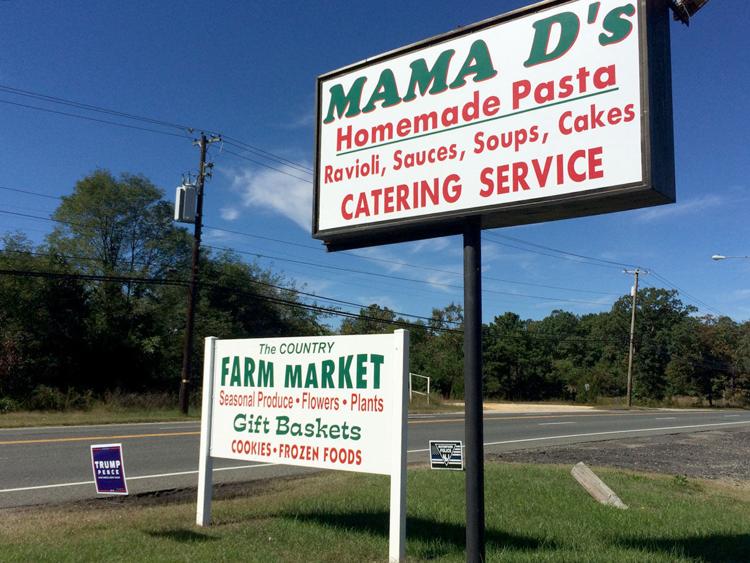 MAMA D's
Homemade Pasta
Ravioli, Sauces, Soups, Cakes
CATERING SERVICE
The COUNTRY
FARM MARKET
Seasonal Produce • Flowers • Plants
Gift Baskets
COOKIES • FROZEN FOODS
TRUMP
PENCE
POLICE